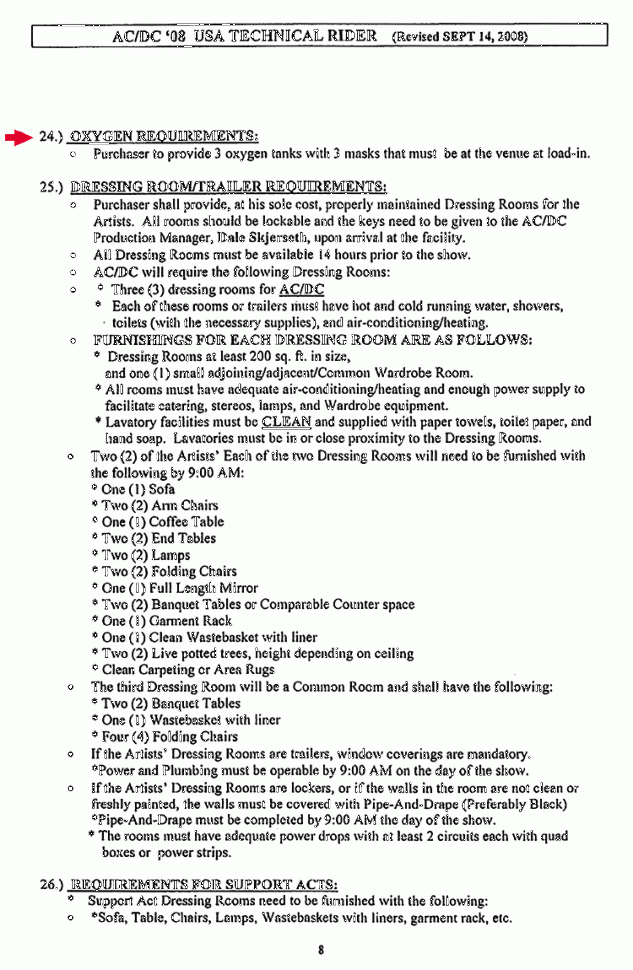 AC/DC ‘08 USA TECHNICAL RIDER (Revised SEPT 14, 2008)
24.) OXYGEN REQUIREMENTS:
o Purchaser to provide 3 oxygen tanks with 3 masks that must be at the venue at load-in.
25.) DRESSING ROOM/TRAILER REQUIREMENTS:
o Purchaser shall provide, at his sole cost, properly maintained Dressing Rooms for the
Artists. All rooms should be lockable and the keys need to be given to the AC/DC
Production Manager, Dale Skjerseth, upon arrival at the facility.
o All Dressing Rooms must be available 14 hours prior to the show.
o AC/DC will require the following Dressing Rooms:
o * Three (3) dressing rooms for AC/DC
* Each of these rooms or trailers must have hot and cold running water, showers,
toilets (with the necessary supplies), and air-conditioning/heating.
o FURNISHINGS FOR EACH DRESSING ROOM ARE AS FOLLOWS:
* Dressing Rooms at least 200 sq. ft. in size,
and one (1) small adjoining/adjacent/Common Wardrobe Room.
* All rooms must have adequate air-conditioning/heating and enough power supply to
facilitate catering, stereos, lamps, and Wardrobe equipment.
* Lavatory facilities must be CLEAN and supplied with paper towels, toilet paper, and
hand soap. Lavatories must be in or close proximity to the Dressing Rooms.
o Two (2) of the Artists’ Each of the two Dressing Rooms will need to be furnished with
the following by 9:00 AM:
* One (1) Sofa
* Two (2) Arm Chairs
* One (1) Coffee Table
* Two (2) End Tables
* Two (2) Lamps
* Two (2) Folding Chairs
* One (1) Full Length Mirror
* Two (2) Banquet Tables or Comparable Counter space
* One (1) Garment Rack
* One (1) Clean Wastebasket with liner
* Two (2) Live potted trees, height depending on ceiling
* Clean Carpeting or Area Rugs
o The third Dressing Room will be a Common Room and shall have the following:
* Two (2) Banquet Tables
* One (1) Wastebasket with liner
* Four (4) Folding Chairs
o If the Artists’ Dressing Rooms are trailers, window coverings are mandatory.
*Power and Plumbing must be operable by 9:00 AM on the day of the show.
o If the Artists’ Dressing Rooms are lockers, or if the walls in the room are not clean or
freshly painted, the walls must be covered with Pipe-And-Drape (Preferably Black)
*Pipe-And-Drape must be completed by 9:00 AM the day of the show.
* The rooms must have adequate power drops with at least 2 circuits each with quad
boxes or power strips.
26.) REQUIREMENTS FOR SUPPORT ACTS:
* Support Act Dressing Rooms need to be furnished with the following:
o *Sofa, Table, Chairs, Lamps, Wastebaskets with liners, garment rack, etc.
8